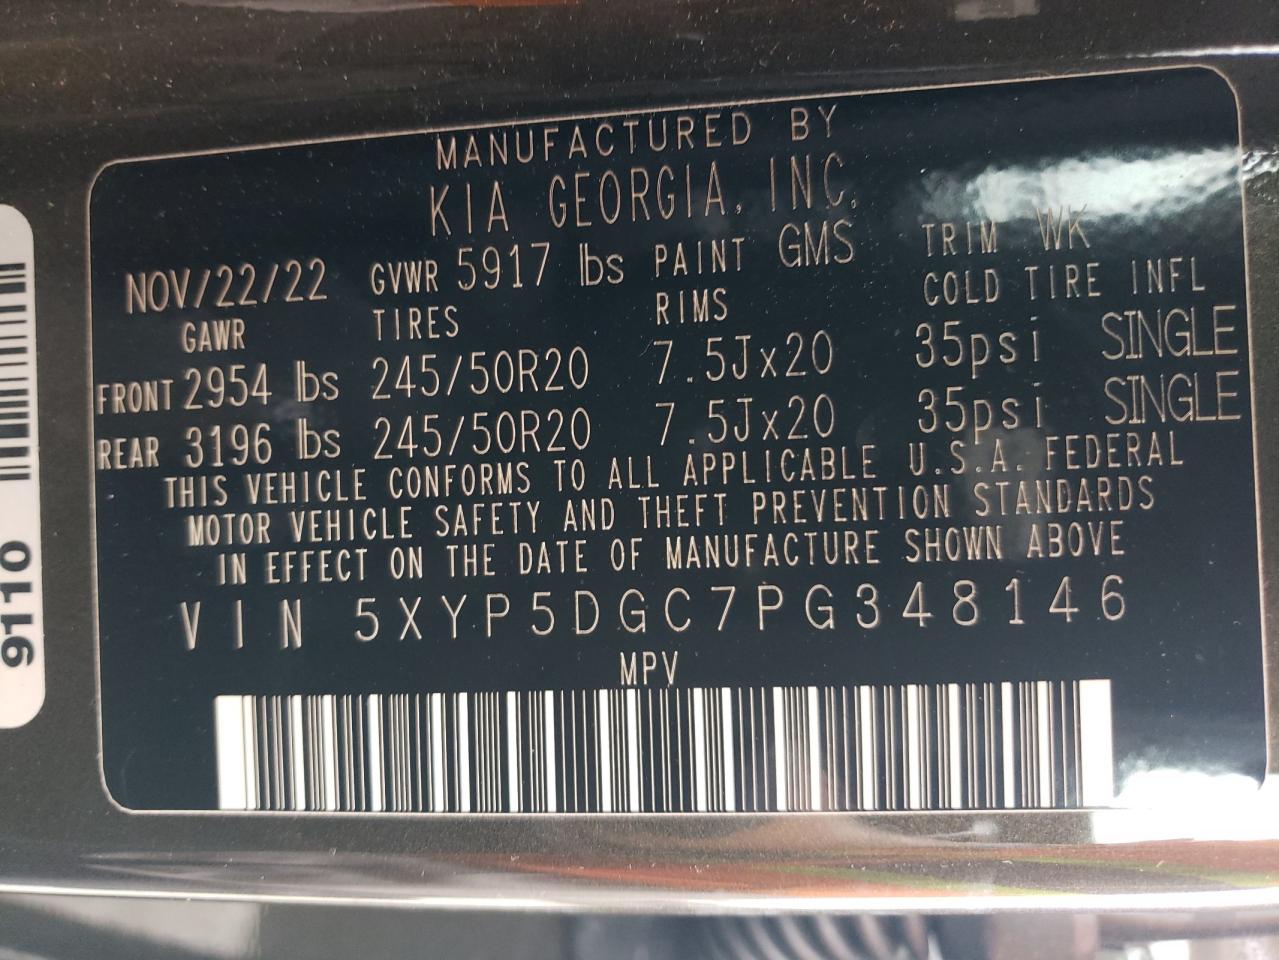 MANUFACTURED BY
KIA GEORGIA, INC.
NOV/22/22 GVWR 5917 lbs PAINT GMS TRIM WK
GAWR TIRES RIMS COLD TIRE INFL
FRONT 2954 lbs 245/50R20 7.5Jx20 35psi SINGLE
REAR 3196 lbs 245/50R20 7.5Jx20 35psi SINGLE
THIS VEHICLE CONFORMS TO ALL APPLICABLE U.S.A. FEDERAL
MOTOR VEHICLE SAFETY AND THEFT PREVENTION STANDARDS
IN EFFECT ON THE DATE OF MANUFACTURE SHOWN ABOVE
VIN 5XYP5DGC7PG348146
MPV
9110